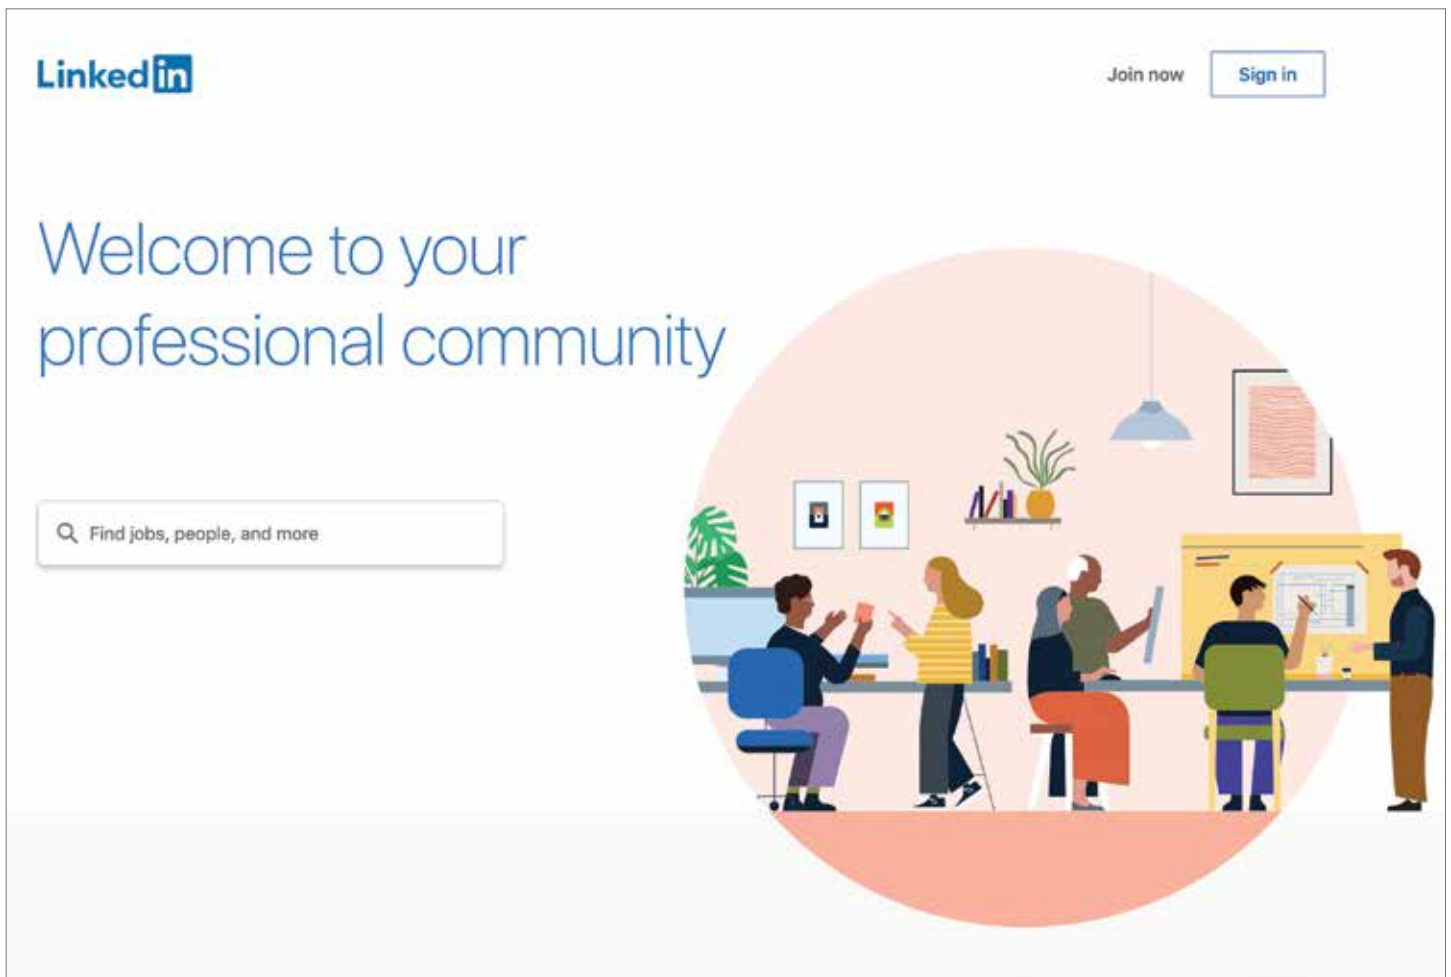 LinkedIn
Join now
Sign in
Welcome to your
professional community
Find jobs, people, and more